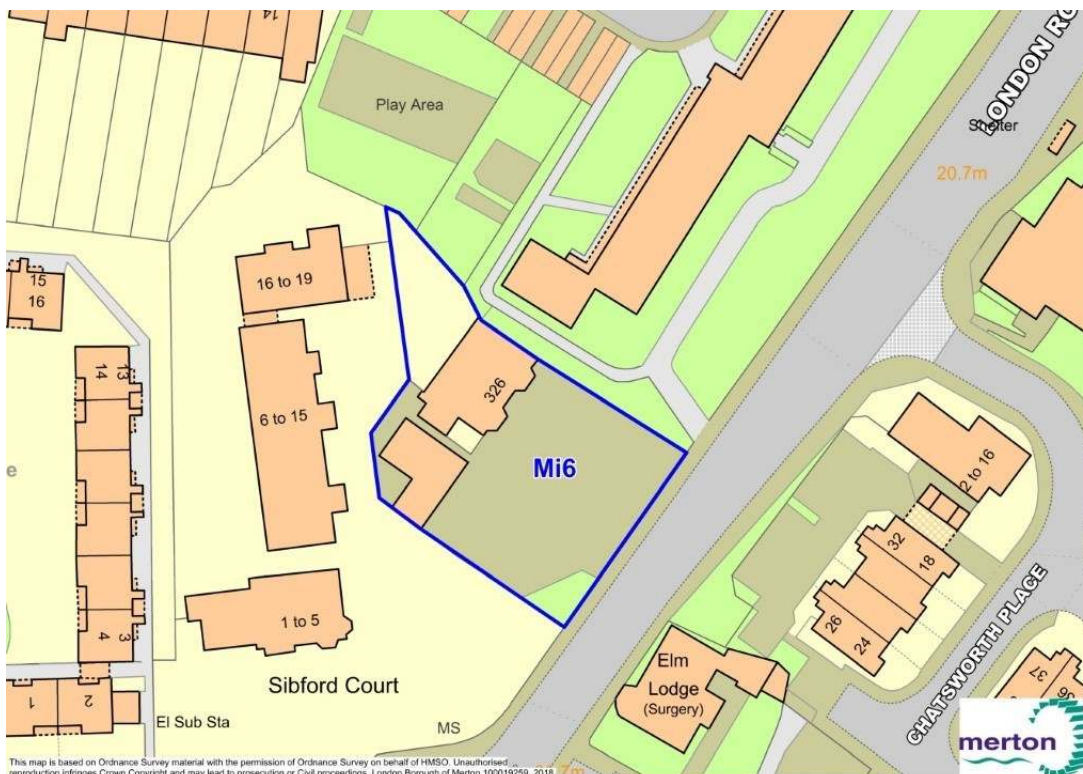 14
Play Area
LONDON RO
Shelter
20.7m
16 to 19
15
16
14
13
6 to 15
326
Mi6
2 to 16
32
18
26
24
CHATSWORTH PLACE
4
3
1 to 5
Elm
Lodge
(Surgery)
37
36
Sibford Court
1
2
El Sub Sta
MS
merton
This map is based on Ordnance Survey material with the permission of Ordnance Survey on behalf of HMSO. Unauthorised
reproduction infringes Crown Copyright and may lead to prosecution or Civil proceedings. London Borough of Merton 100019259. 2018.